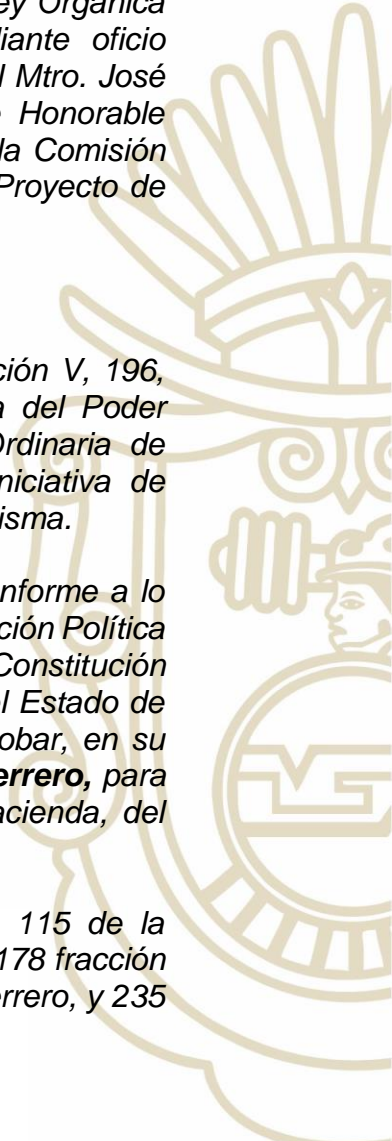 ey Orgánica
diante oficio
l Mtro. José
e Honorable
la Comisión
Proyecto de
ción V, 196,
a del Poder
Ordinaria de
niciativa de
isma.
nforme a lo
ción Política
Constitución
el Estado de
obar, en su
errero, para
acienda, del
115 de la
178 fracción
errero, y 235